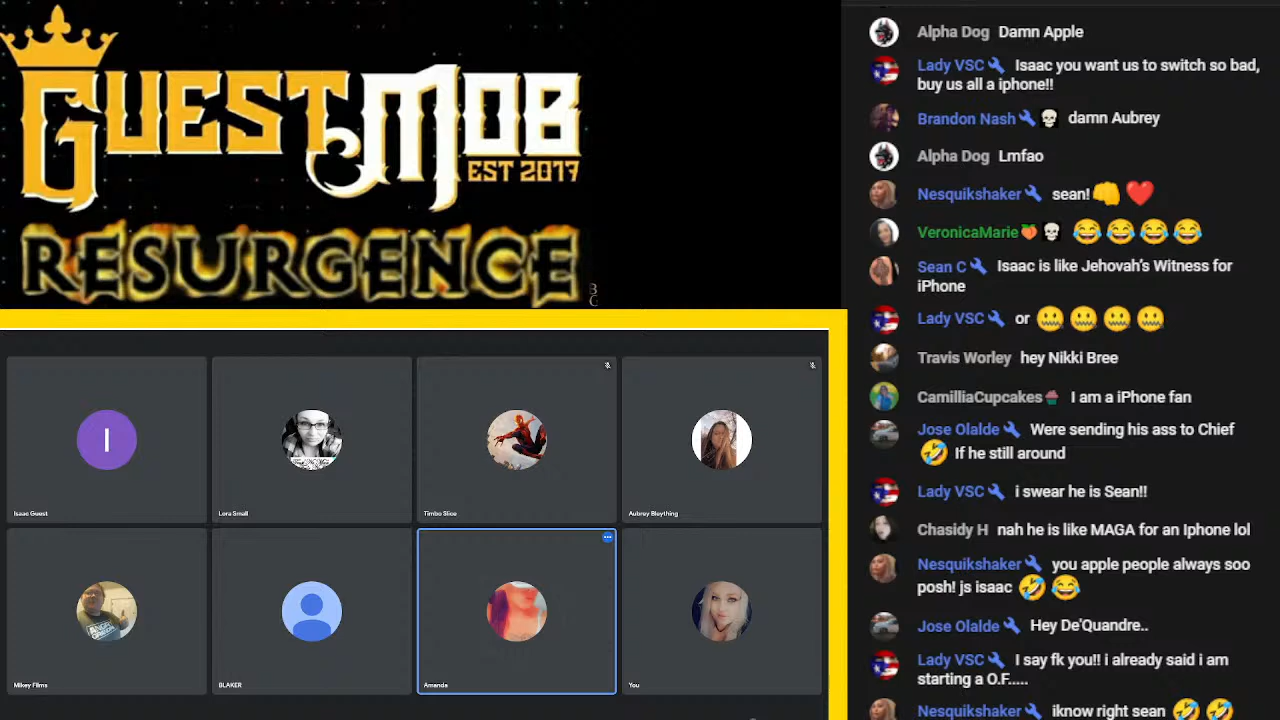 GUESTMOB
EST 2017
RESURGENCE
B
G
I
Isaac Guest
Lora Small
Timbo Slice
Aubrey Bleything
Mikey Films
BLAKER
Amanda
You
Alpha Dog Damn Apple
Lady VSC Isaac you want us to switch so bad,
buy us all a iphone!!
Brandon Nash damn Aubrey
Alpha Dog Lmfao
Nesquikshaker sean!👊 ❤️
VeronicaMarie🍑 😂 😂 😂 😂
Sean C Isaac is like Jehovah’s Witness for
iPhone
Lady VSC or 🤐 🤐 🤐 🤐
Travis Worley hey Nikki Bree
CamilliaCupcakes🧁 I am a iPhone fan
Jose Olalde Were sending his ass to Chief
🤣 If he still around
Lady VSC i swear he is Sean!!
Chasidy H nah he is like MAGA for an Iphone lol
Nesquikshaker you apple people always soo
posh! js isaac 🤣 😂
Jose Olalde Hey De'Quandre..
Lady VSC I say fk you!! i already said i am
starting a O.F.....
Nesquikshaker iknow right sean 🤣 🤣